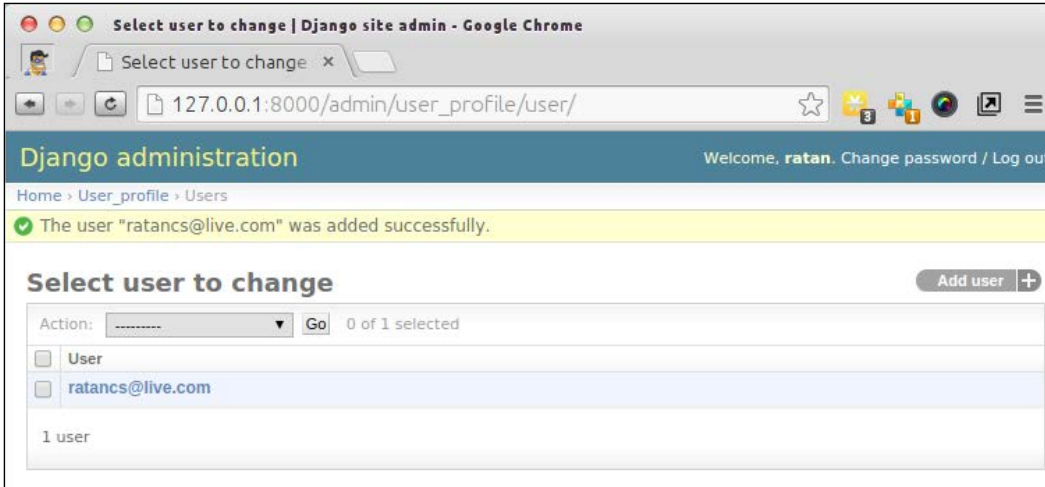 Select user to change | Django site admin - Google Chrome
Select user to change ×
127.0.0.1:8000/admin/user_profile/user/
3
1
Django administration
Welcome, ratan. Change password / Log ou
Home › User_profile › Users
The user "ratancs@live.com" was added successfully.
Select user to change
Add user +
Action: --------- ▼ Go 0 of 1 selected
User
ratancs@live.com
1 user